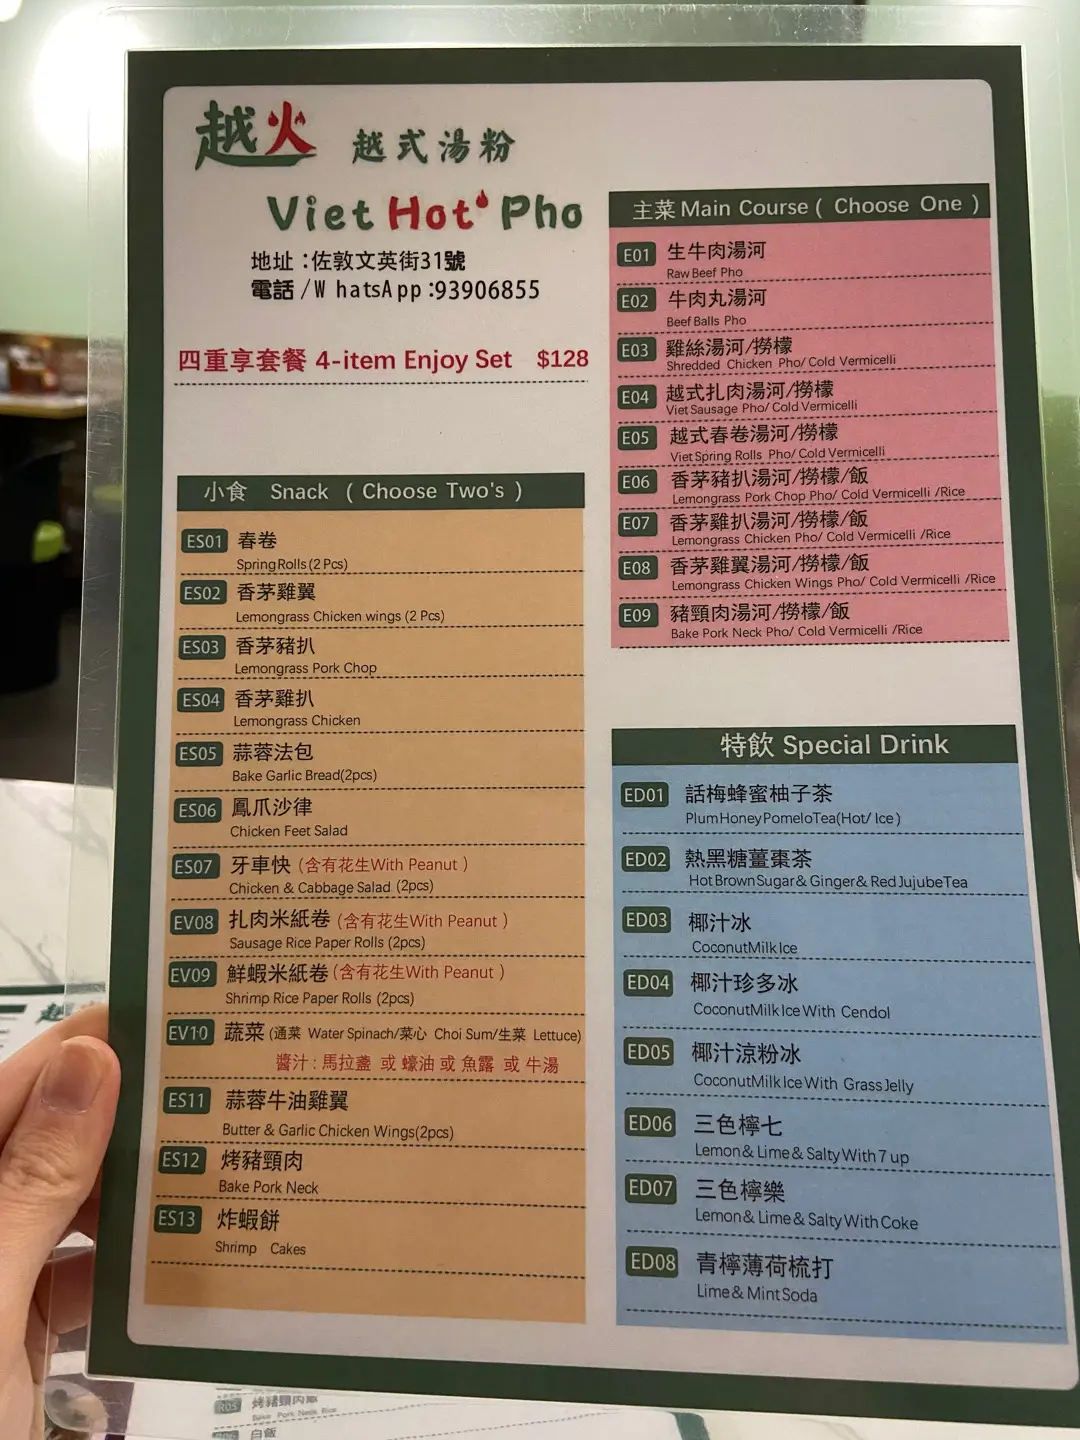 越火 越式湯粉
Viet Hot Pho
地址：佐敦文英街31號
電話/WhatsApp:93906855
四重享套餐 4-item Enjoy Set $128
小食 Snack ( Choose Two's )
ES01 春卷
Spring Rolls (2 Pcs)
ES02 香茅雞翼
Lemongrass Chicken wings (2 Pcs)
ES03 香茅豬扒
Lemongrass Pork Chop
ES04 香茅雞扒
Lemongrass Chicken
ES05 蒜蓉法包
Bake Garlic Bread(2pcs)
ES06 鳳爪沙律
Chicken Feet Salad
ES07 牙車快 (含有花生With Peanut )
Chicken & Cabbage Salad (2pcs)
EV08 扎肉米紙卷 (含有花生With Peanut )
Sausage Rice Paper Rolls (2pcs)
EV09 鮮蝦米紙卷 (含有花生With Peanut )
Shrimp Rice Paper Rolls (2pcs)
EV10 蔬菜 (通菜 Water Spinach/菜心 Choi Sum/生菜 Lettuce)
醬汁 : 馬拉盞 或 蠔油 或 魚露 或 牛湯
ES11 蒜蓉牛油雞翼
Butter & Garlic Chicken Wings(2pcs)
ES12 烤豬頸肉
Bake Pork Neck
ES13 炸蝦餅
Shrimp Cakes
主菜 Main Course ( Choose One )
E01 生牛肉湯河
Raw Beef Pho
E02 牛肉丸湯河
Beef Balls Pho
E03 雞絲湯河/撈檬
Shredded Chicken Pho/ Cold Vermicelli
E04 越式扎肉湯河/撈檬
Viet Sausage Pho/ Cold Vermicelli
E05 越式春卷湯河/撈檬
Viet Spring Rolls Pho/ Cold Vermicelli
E06 香茅豬扒湯河/撈檬/飯
Lemongrass Pork Chop Pho/ Cold Vermicelli /Rice
E07 香茅雞扒湯河/撈檬/飯
Lemongrass Chicken Pho/ Cold Vermicelli /Rice
E08 香茅雞翼湯河/撈檬/飯
Lemongrass Chicken Wings Pho/ Cold Vermicelli /Rice
E09 豬頸肉湯河/撈檬/飯
Bake Pork Neck Pho/ Cold Vermicelli /Rice
特飲 Special Drink
ED01 話梅蜂蜜柚子茶
Plum Honey Pomelo Tea(Hot/ Ice )
ED02 熱黑糖薑棗茶
Hot Brown Sugar & Ginger & Red Jujube Tea
ED03 椰汁冰
Coconut Milk Ice
ED04 椰汁珍多冰
Coconut Milk Ice With Cendol
ED05 椰汁涼粉冰
Coconut Milk Ice With Grass Jelly
ED06 三色檸七
Lemon & Lime & Salty With 7 up
ED07 三色檸樂
Lemon & Lime & Salty With Coke
ED08 青檸薄荷梳打
Lime & Mint Soda
R05 烤豬頸肉飯
Bake Pork Neck Rice
白飯